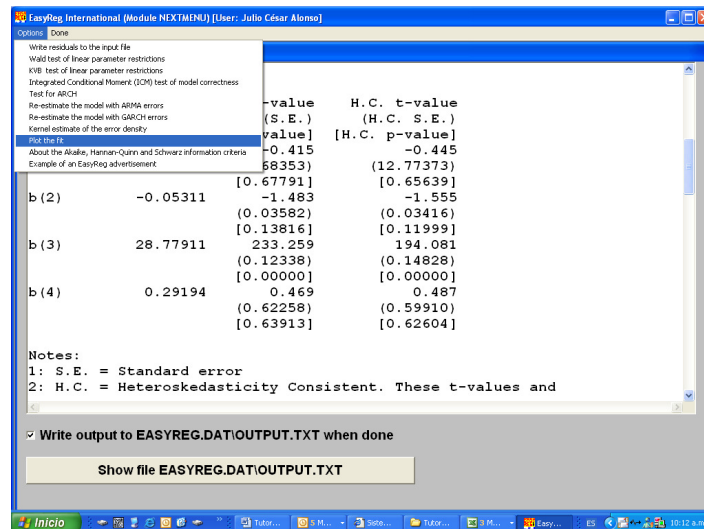 EasyReg International (Module NEXTMENU) [User: Julio César Alonso]
Options Done
Write residuals to the input file
Wald test of linear parameter restrictions
KVB test of linear parameter restrictions
Integrated Conditional Moment (ICM) test of model correctness
Test for ARCH
Re-estimate the model with ARMA errors
Re-estimate the model with GARCH errors
Kernel estimate of the error density
Plot the fit
About the Akaike, Hannan-Quinn and Schwarz information criteria
Example of an EasyReg advertisement
-value H.C. t-value
(S.E.) (H.C. S.E.)
value] [H.C. p-value]
-0.415 -0.445
68353) (12.77373)
[0.67791] [0.65639]
b(2) -0.05311 -1.483 -1.555
(0.03582) (0.03416)
[0.13816] [0.11999]
b(3) 28.77911 233.259 194.081
(0.12338) (0.14828)
[0.00000] [0.00000]
b(4) 0.29194 0.469 0.487
(0.62258) (0.59910)
[0.63913] [0.62604]
Notes:
1: S.E. = Standard error
2: H.C. = Heteroskedasticity Consistent. These t-values and
Write output to EASYREG.DAT\OUTPUT.TXT when done
Show file EASYREG.DAT\OUTPUT.TXT
Inicio Tutor... 5 M... Siste... Tutor... 3 M... Easy... ES 10:12 a.m.